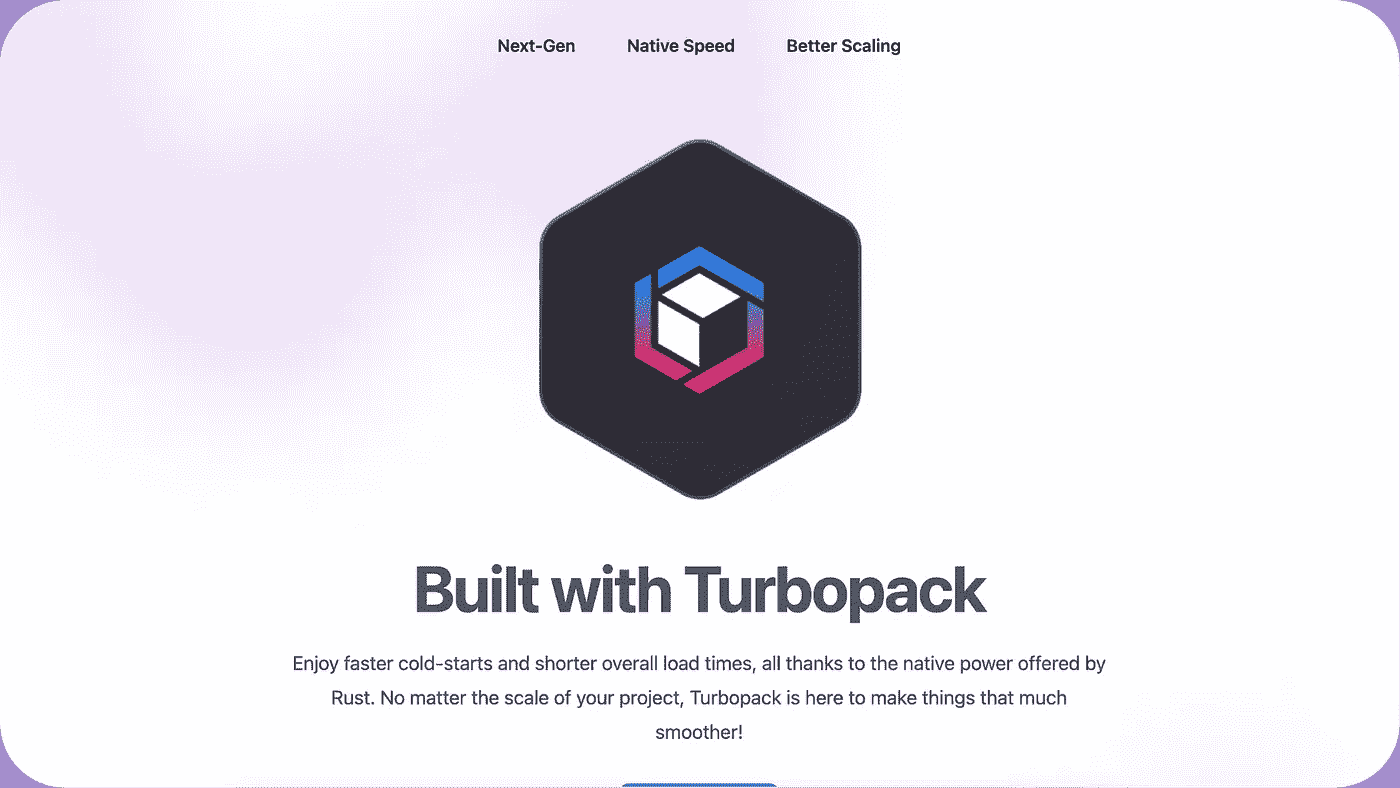 Next-Gen Native Speed Better Scaling
Built with Turbopack
Enjoy faster cold-starts and shorter overall load times, all thanks to the native power offered by
Rust. No matter the scale of your project, Turbopack is here to make things that much
smoother!